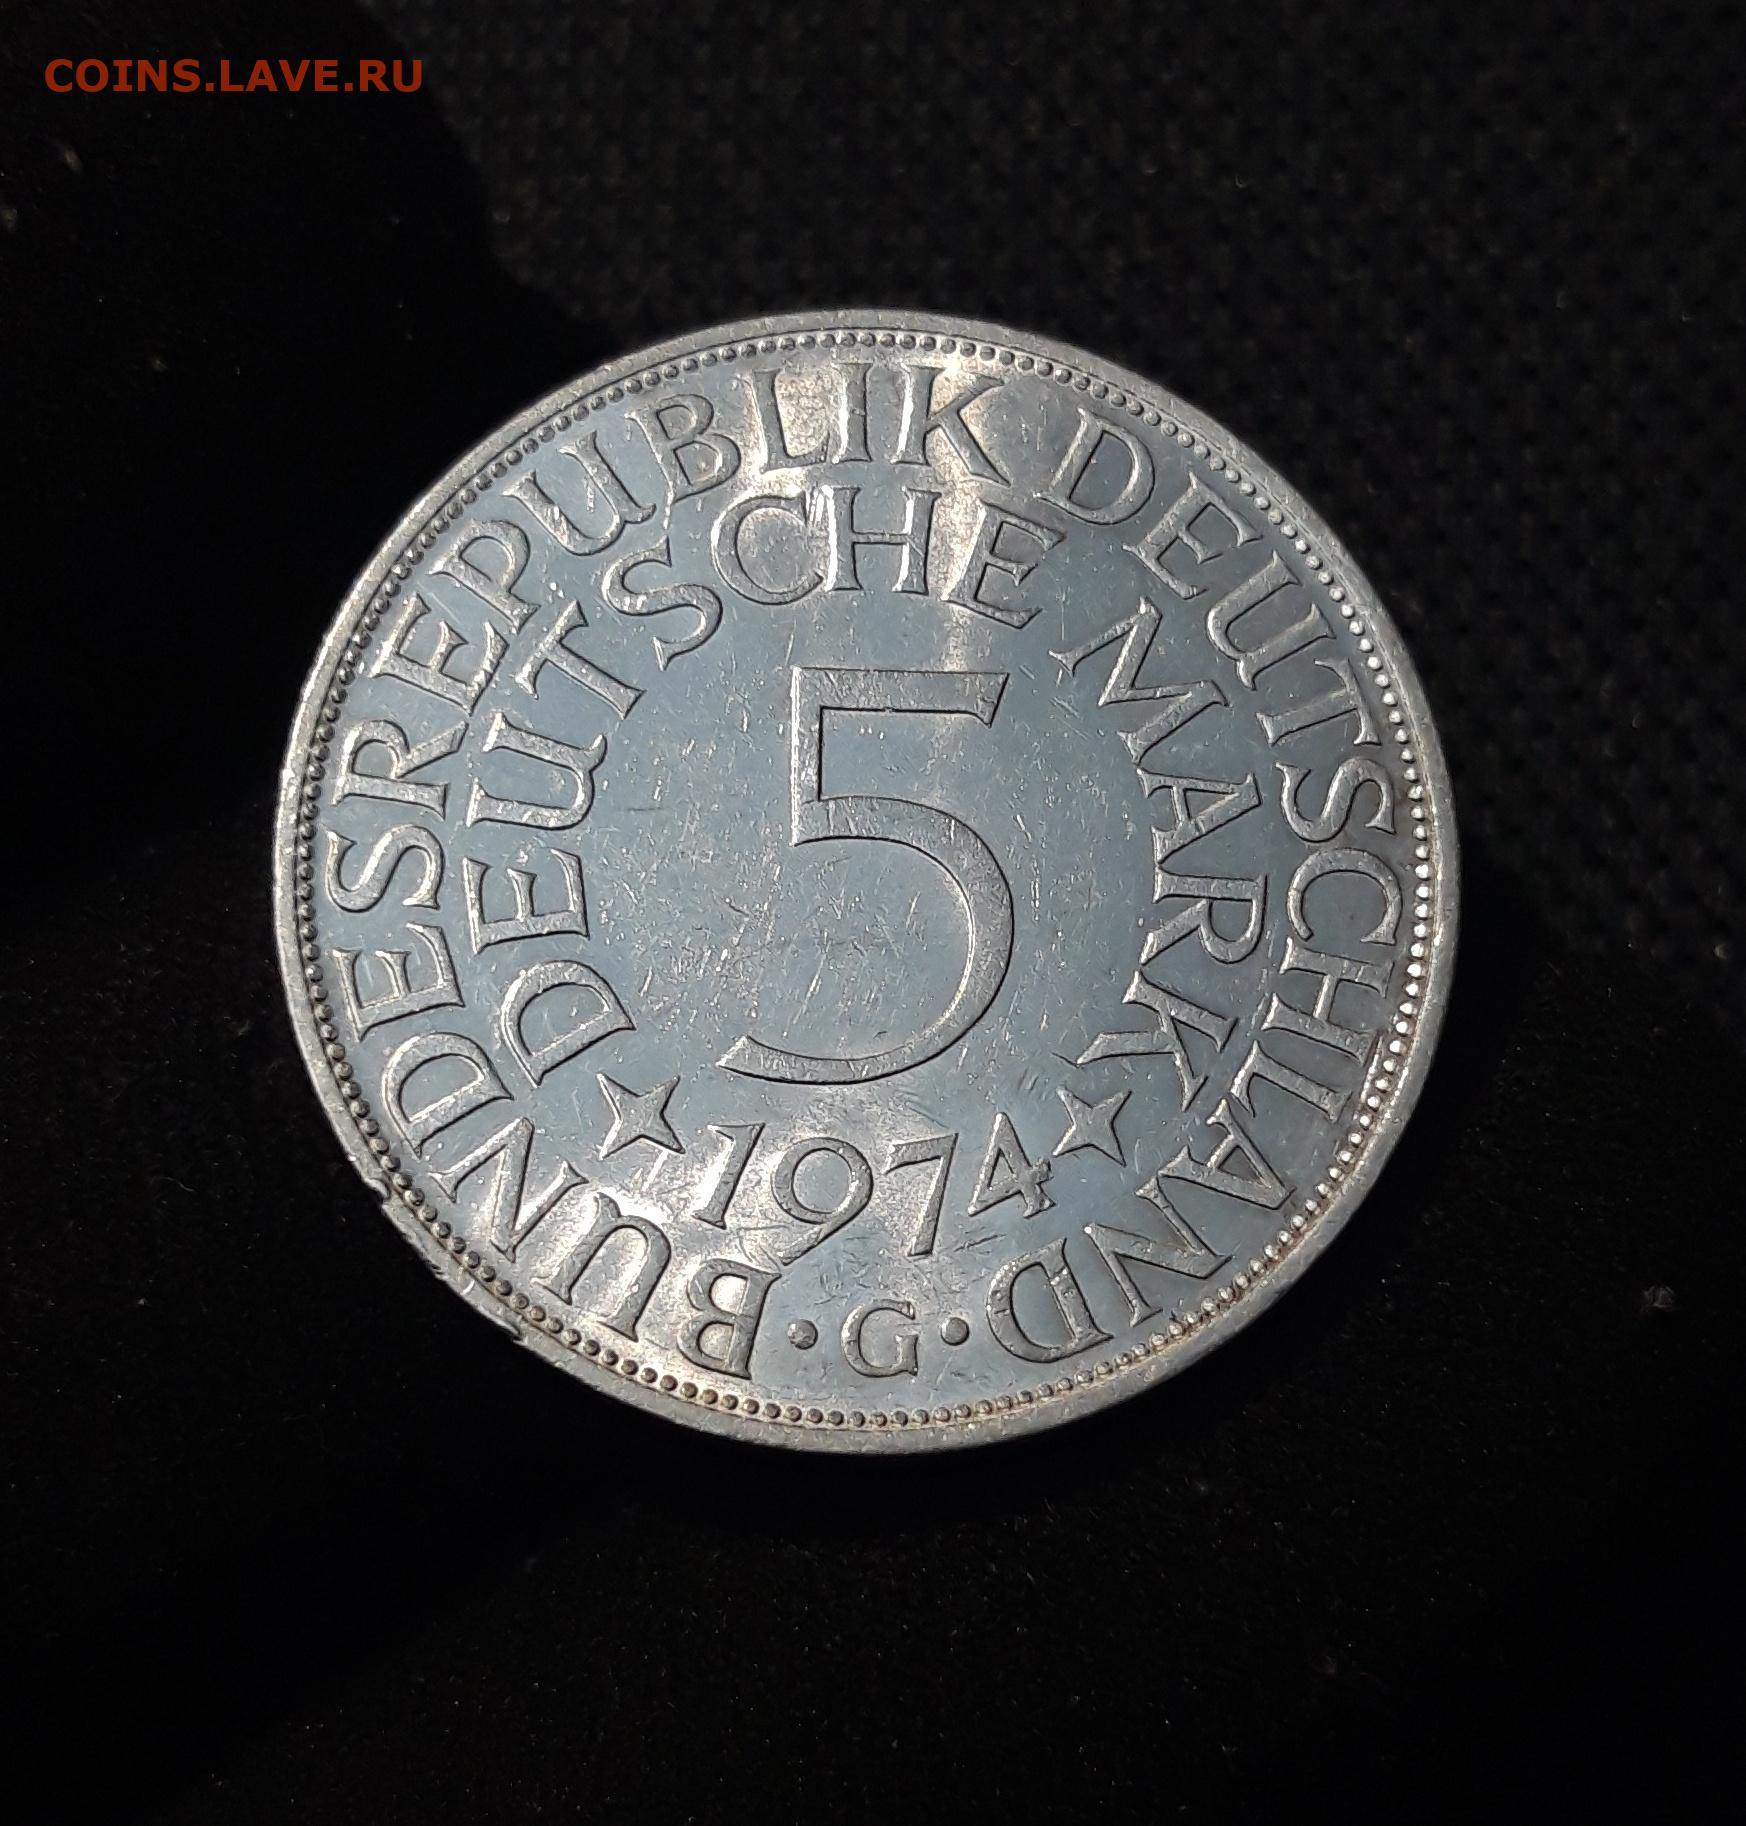 COINS.LAVE.RU
BUNDESREPUBLIK DEUTSCHLAND
DEUTSCHE MARK
5
1974
· G ·